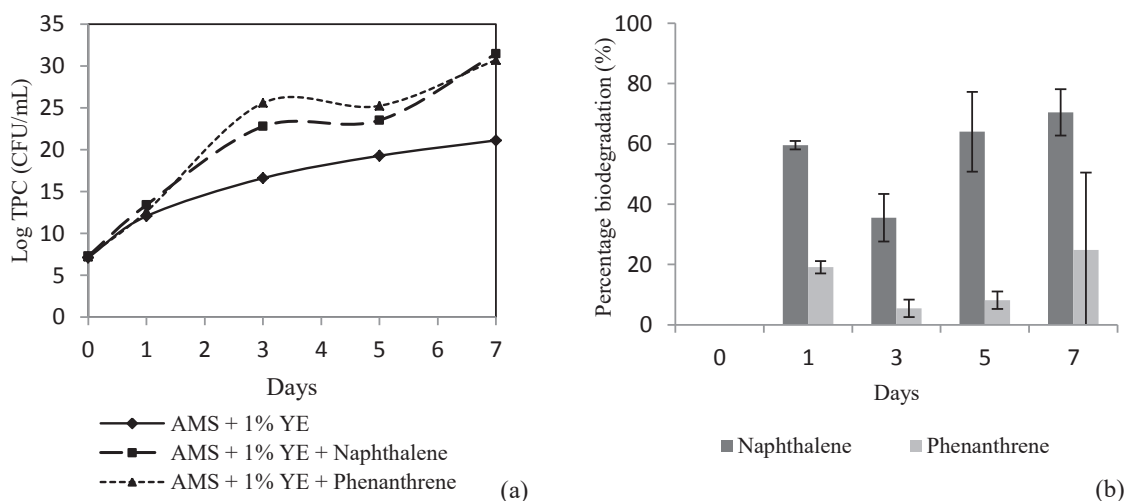 Log TPC (CFU/mL)
35
30
25
20
15
10
5
0
0 1 2 3 4 5 6 7
Days
AMS + 1% YE
AMS + 1% YE + Naphthalene
AMS + 1% YE + Phenanthrene
(a)
Percentage biodegradation (%)
100
80
60
40
20
0
0 1 3 5 7
Days
Naphthalene Phenanthrene
(b)